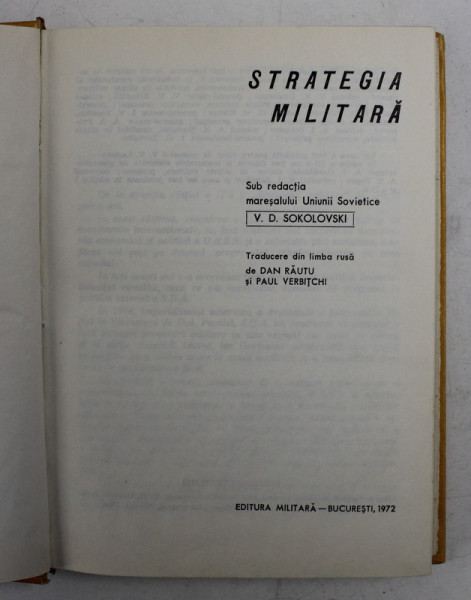 STRATEGIA
MILITARĂ
Sub redacția
mareșalului Uniunii Sovietice
V. D. SOKOLOVSKI
Traducere din limba rusă
de DAN RĂUTU
și PAUL VERBIȚCHI
EDITURA MILITARĂ — BUCUREȘTI, 1972